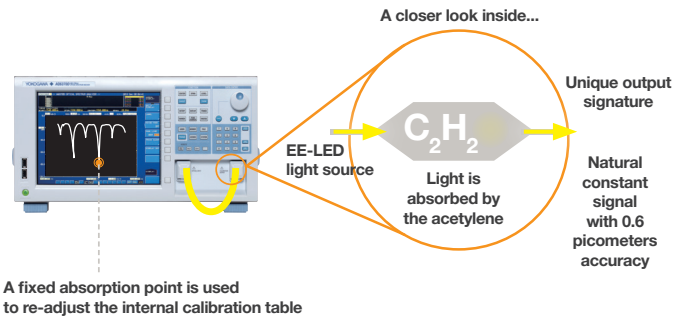 A closer look inside...
YOKOGAWA
Unique output
signature
EE-LED
light source
C2H2
Light is
absorbed by
the acetylene
Natural
constant
signal
with 0.6
picometers
accuracy
A fixed absorption point is used
to re-adjust the internal calibration table